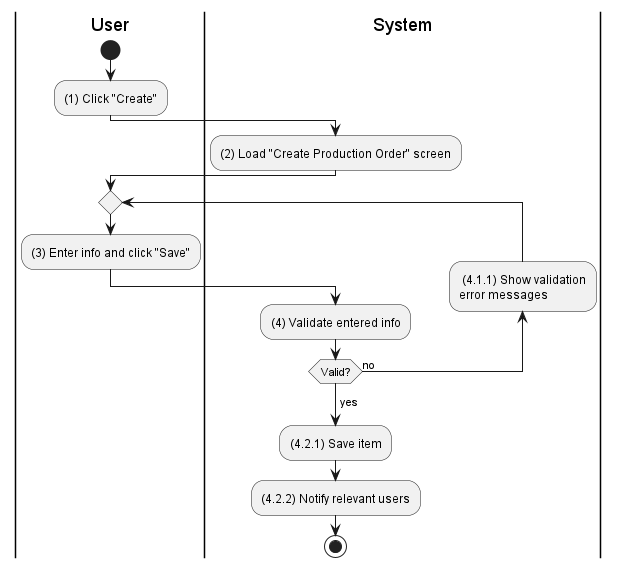 User
System
(1) Click "Create"
(2) Load "Create Production Order" screen
(3) Enter info and click "Save"
(4.1.1) Show validation
error messages
(4) Validate entered info
Valid?
no
yes
(4.2.1) Save item
(4.2.2) Notify relevant users